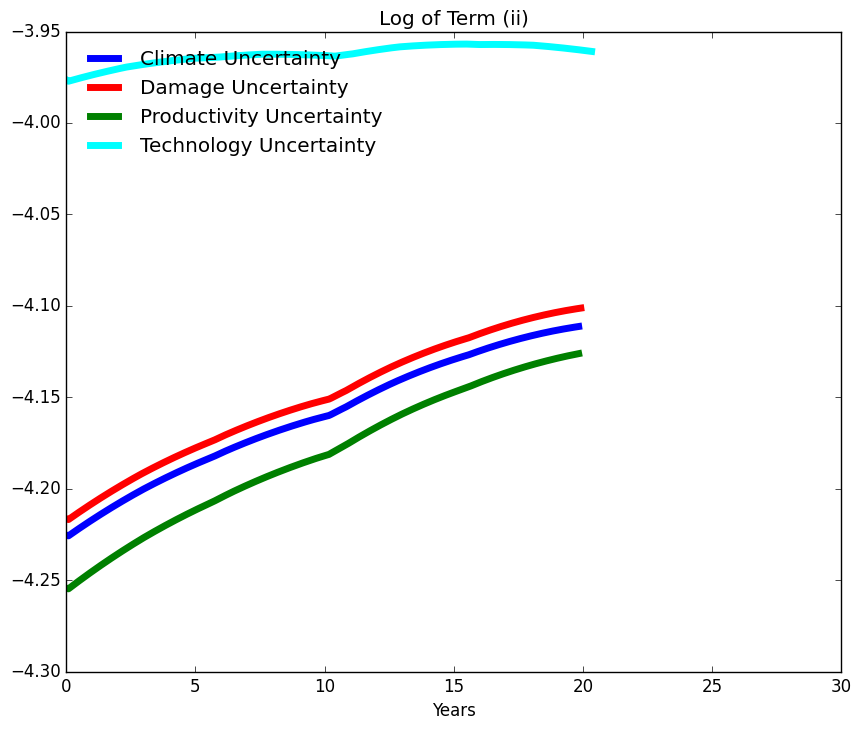 Log of Term (ii)
−3.95
Climate Uncertainty
Damage Uncertainty
Productivity Uncertainty
−4.00
Technology Uncertainty
−4.05
−4.10
−4.15
−4.20
−4.25
−4.30
0 5 10 15 20 25 30
Years